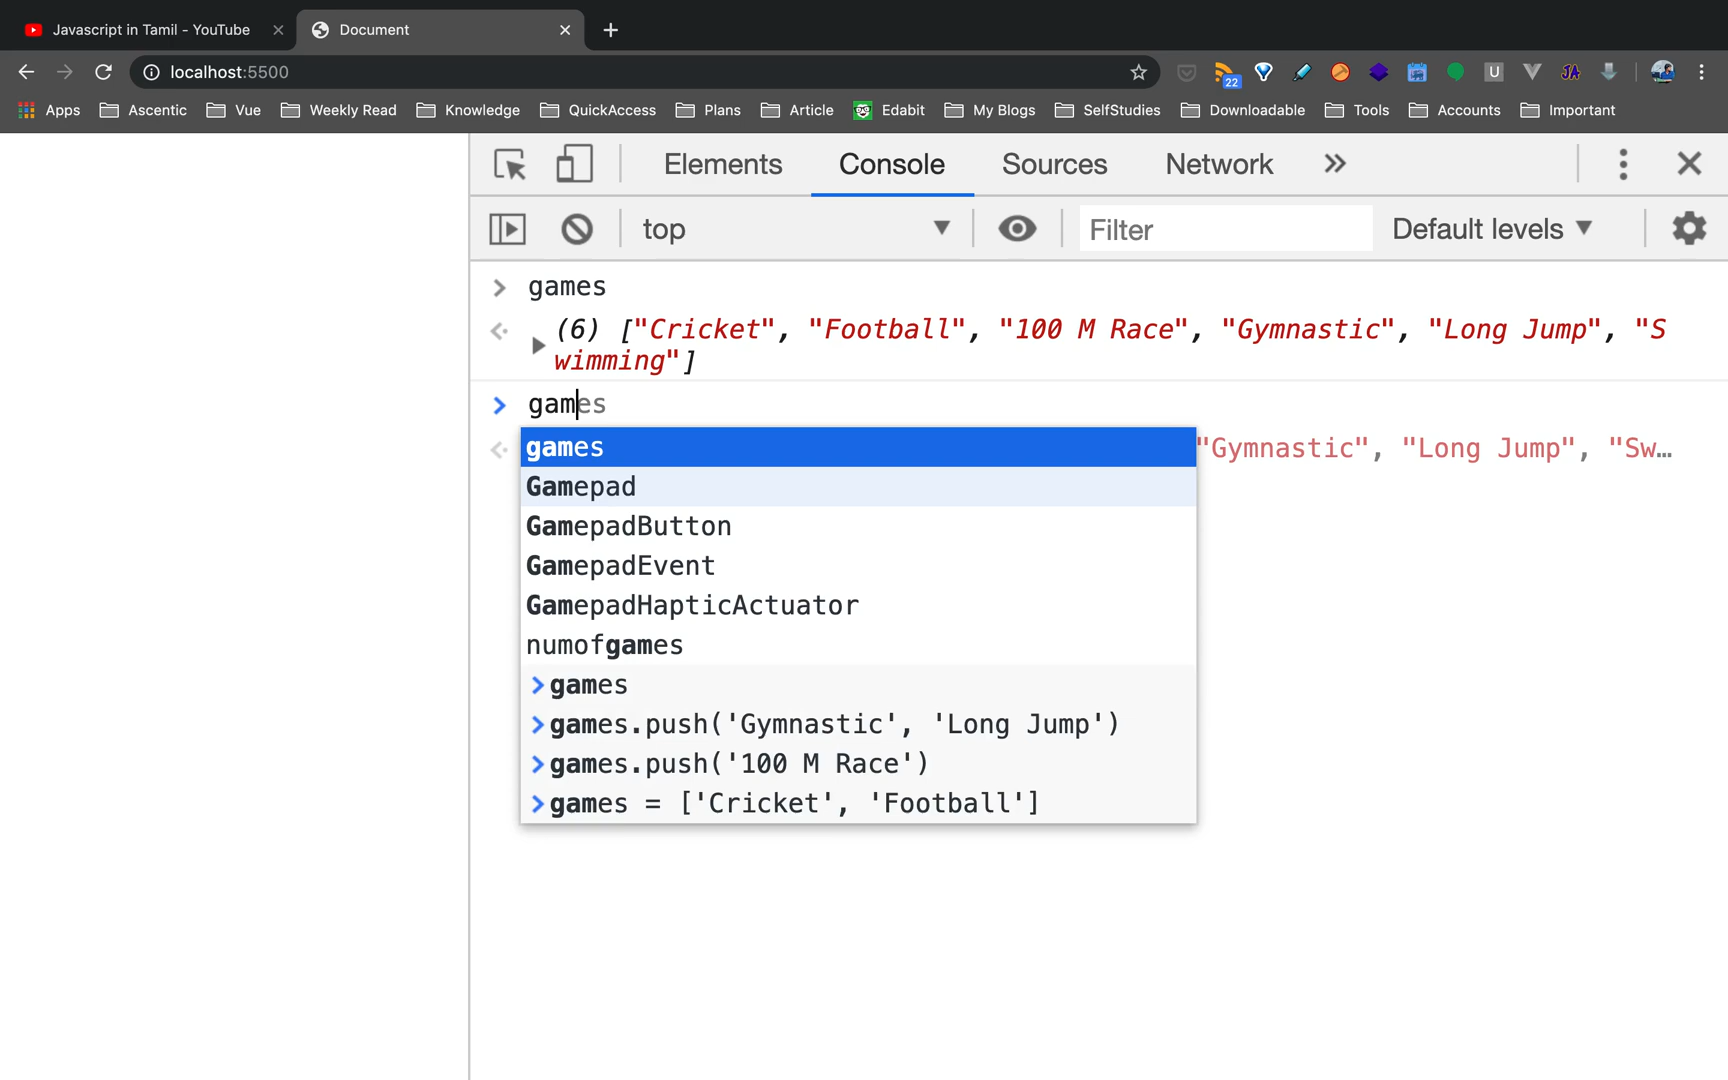 Javascript in Tamil - YouTube
Document
localhost:5500
22
U
JA
Apps Ascentic Vue Weekly Read Knowledge QuickAccess Plans Article Edabit My Blogs SelfStudies Downloadable Tools Accounts Important
Elements Console Sources Network
top Filter Default levels
> games
(6) ["Cricket", "Football", "100 M Race", "Gymnastic", "Long Jump", "S
wimming"]
> games
"Gymnastic", "Long Jump", "Sw…
games
Gamepad
GamepadButton
GamepadEvent
GamepadHapticActuator
numofgames
>games
>games.push('Gymnastic', 'Long Jump')
>games.push('100 M Race')
>games = ['Cricket', 'Football']